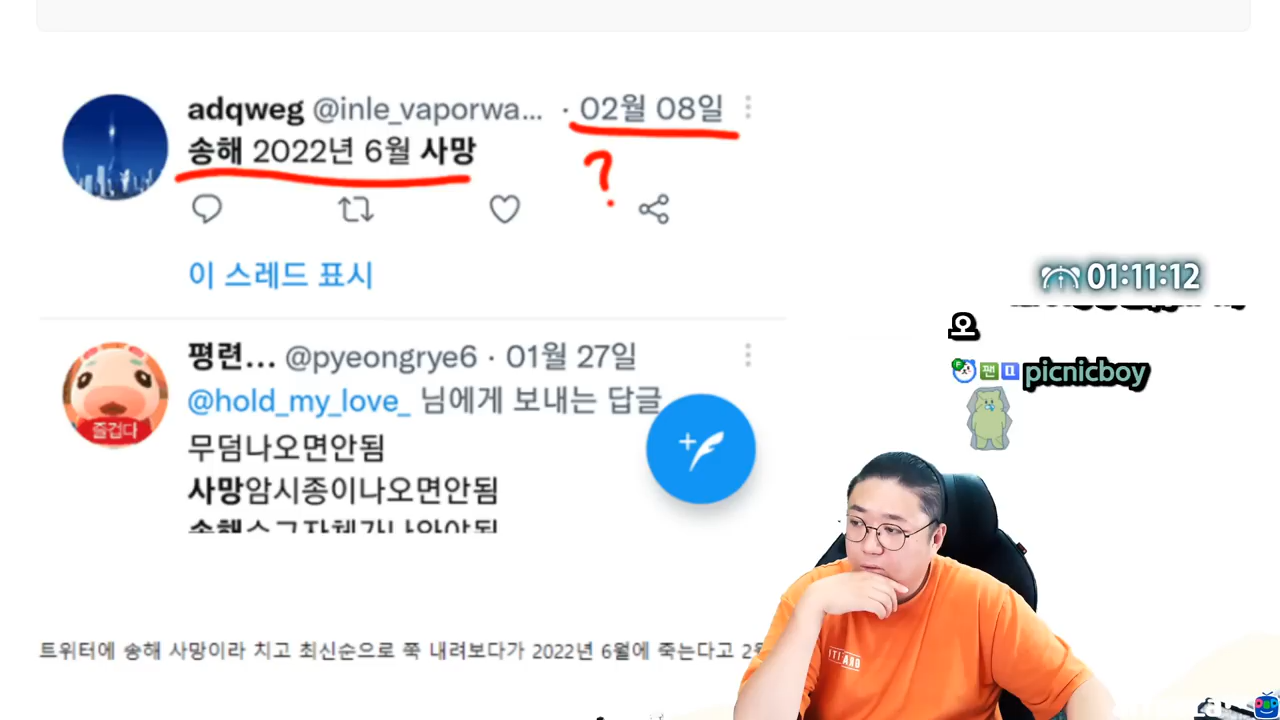 adqweg @inle_vaporwa... · 02월 08일
송해 2022년 6월 사망
?
이 스레드 표시
01:11:12
요
평련... @pyeongrye6 · 01월 27일
picnicboy
@hold_my_love_ 님에게 보내는 답글
즐겁다
무덤나오면안됨
사망암시종이나오면안됨
트위터에 송해 사망이라 치고 최신순으로 쭉 내려보다가 2022년 6월에 죽는다고